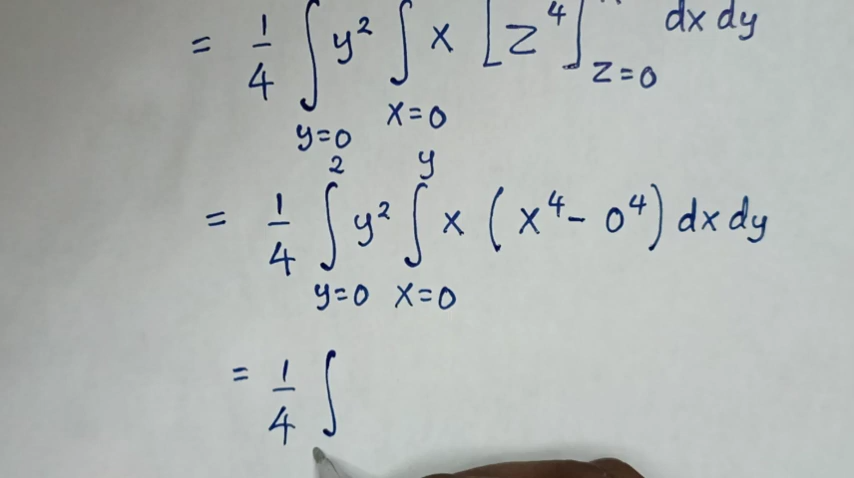 = 1/4 ∫ y² ∫ x [z⁴] dx dy
z=0
x=0
y=0
2 y
= 1/4 ∫ y² ∫ x (x⁴ - 0⁴) dx dy
y=0 x=0
= 1/4 ∫